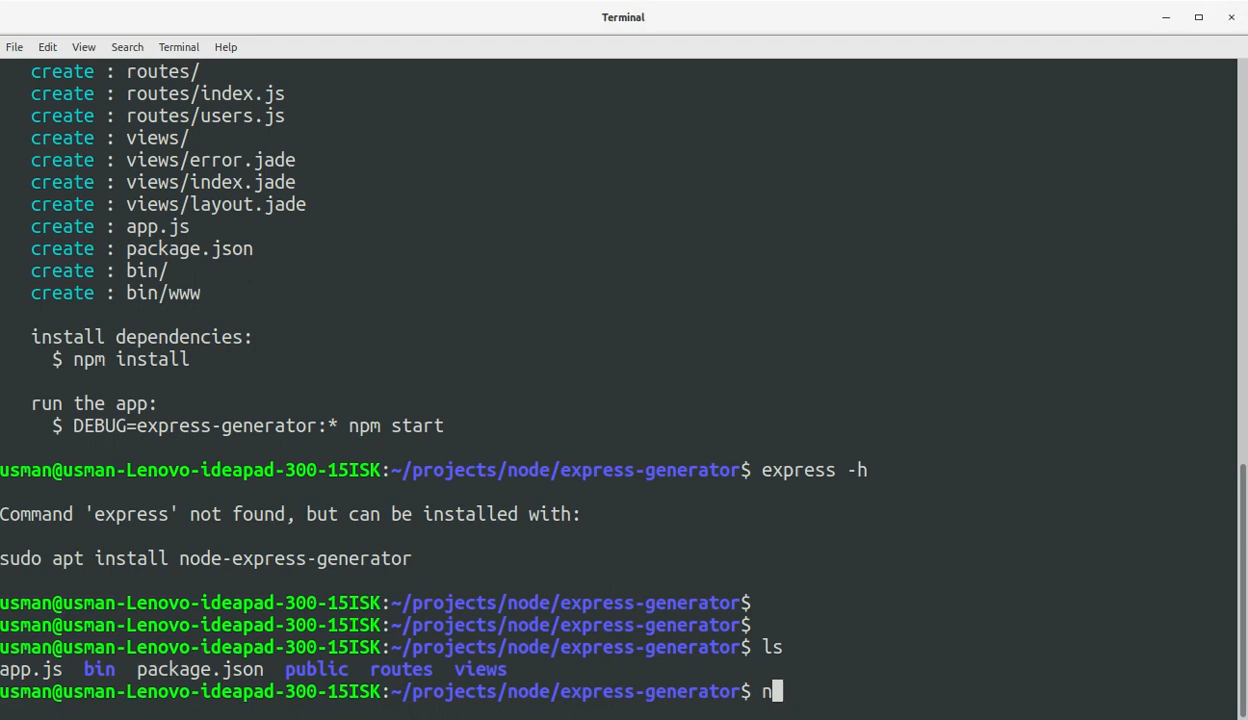 Terminal
File Edit View Search Terminal Help
create : routes/
create : routes/index.js
create : routes/users.js
create : views/
create : views/error.jade
create : views/index.jade
create : views/layout.jade
create : app.js
create : package.json
create : bin/
create : bin/www
install dependencies:
$ npm install
run the app:
$ DEBUG=express-generator:* npm start
usman@usman-Lenovo-ideapad-300-15ISK:~/projects/node/express-generator$ express -h
Command 'express' not found, but can be installed with:
sudo apt install node-express-generator
usman@usman-Lenovo-ideapad-300-15ISK:~/projects/node/express-generator$
usman@usman-Lenovo-ideapad-300-15ISK:~/projects/node/express-generator$
usman@usman-Lenovo-ideapad-300-15ISK:~/projects/node/express-generator$ ls
app.js bin package.json public routes views
usman@usman-Lenovo-ideapad-300-15ISK:~/projects/node/express-generator$ n